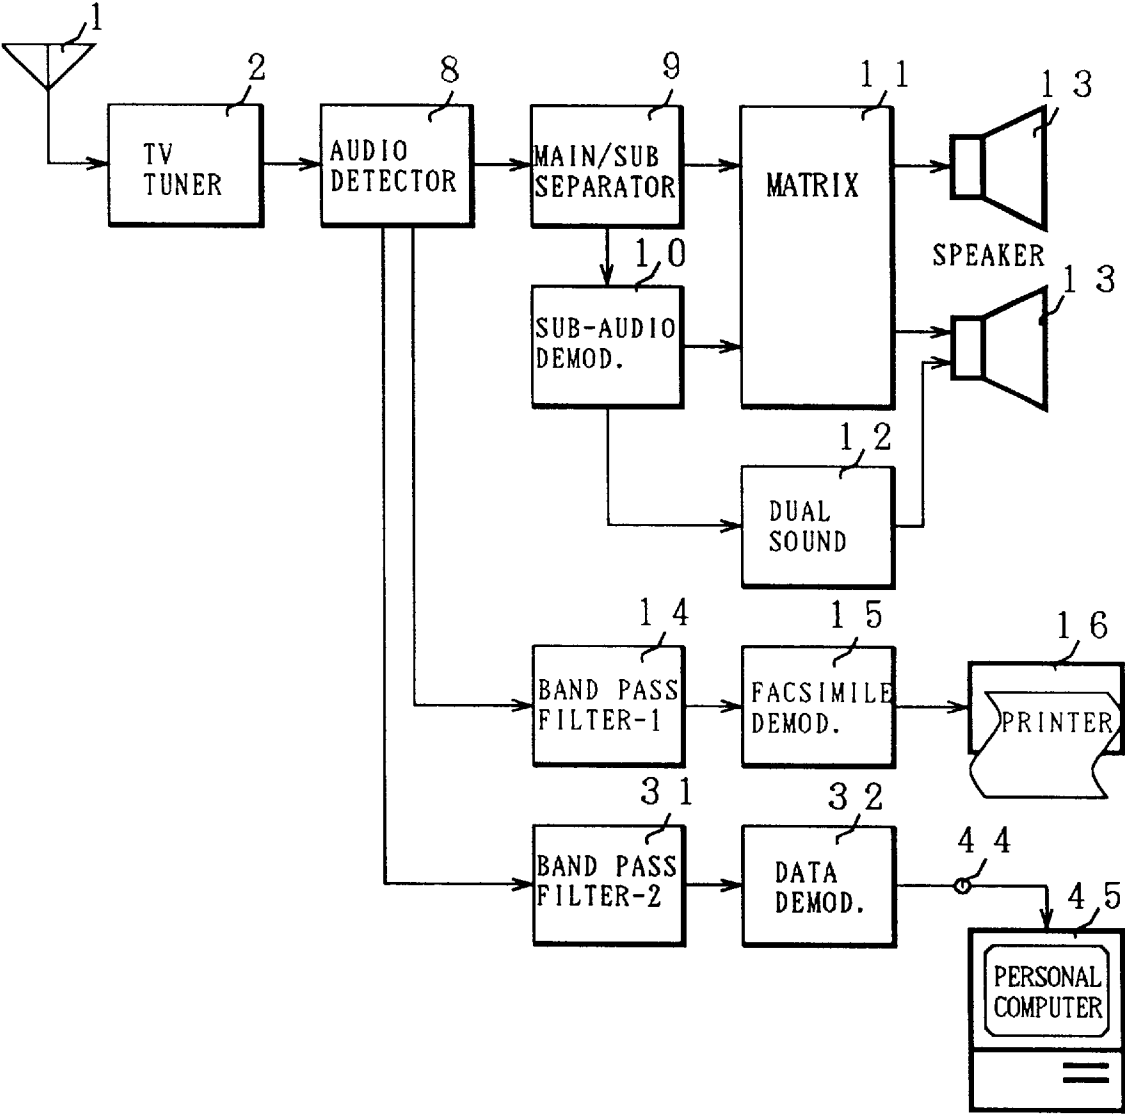 1
2
8
9
1 1
1 3
TV
TUNER
AUDIO
DETECTOR
MAIN/SUB
SEPARATOR
MATRIX
SPEAKER
1 0
1 3
SUB-AUDIO
DEMOD.
1 2
DUAL
SOUND
1 4
1 5
1 6
BAND PASS
FILTER-1
FACSIMILE
DEMOD.
PRINTER
3 1
3 2
4 4
BAND PASS
FILTER-2
DATA
DEMOD.
4 5
PERSONAL
COMPUTER